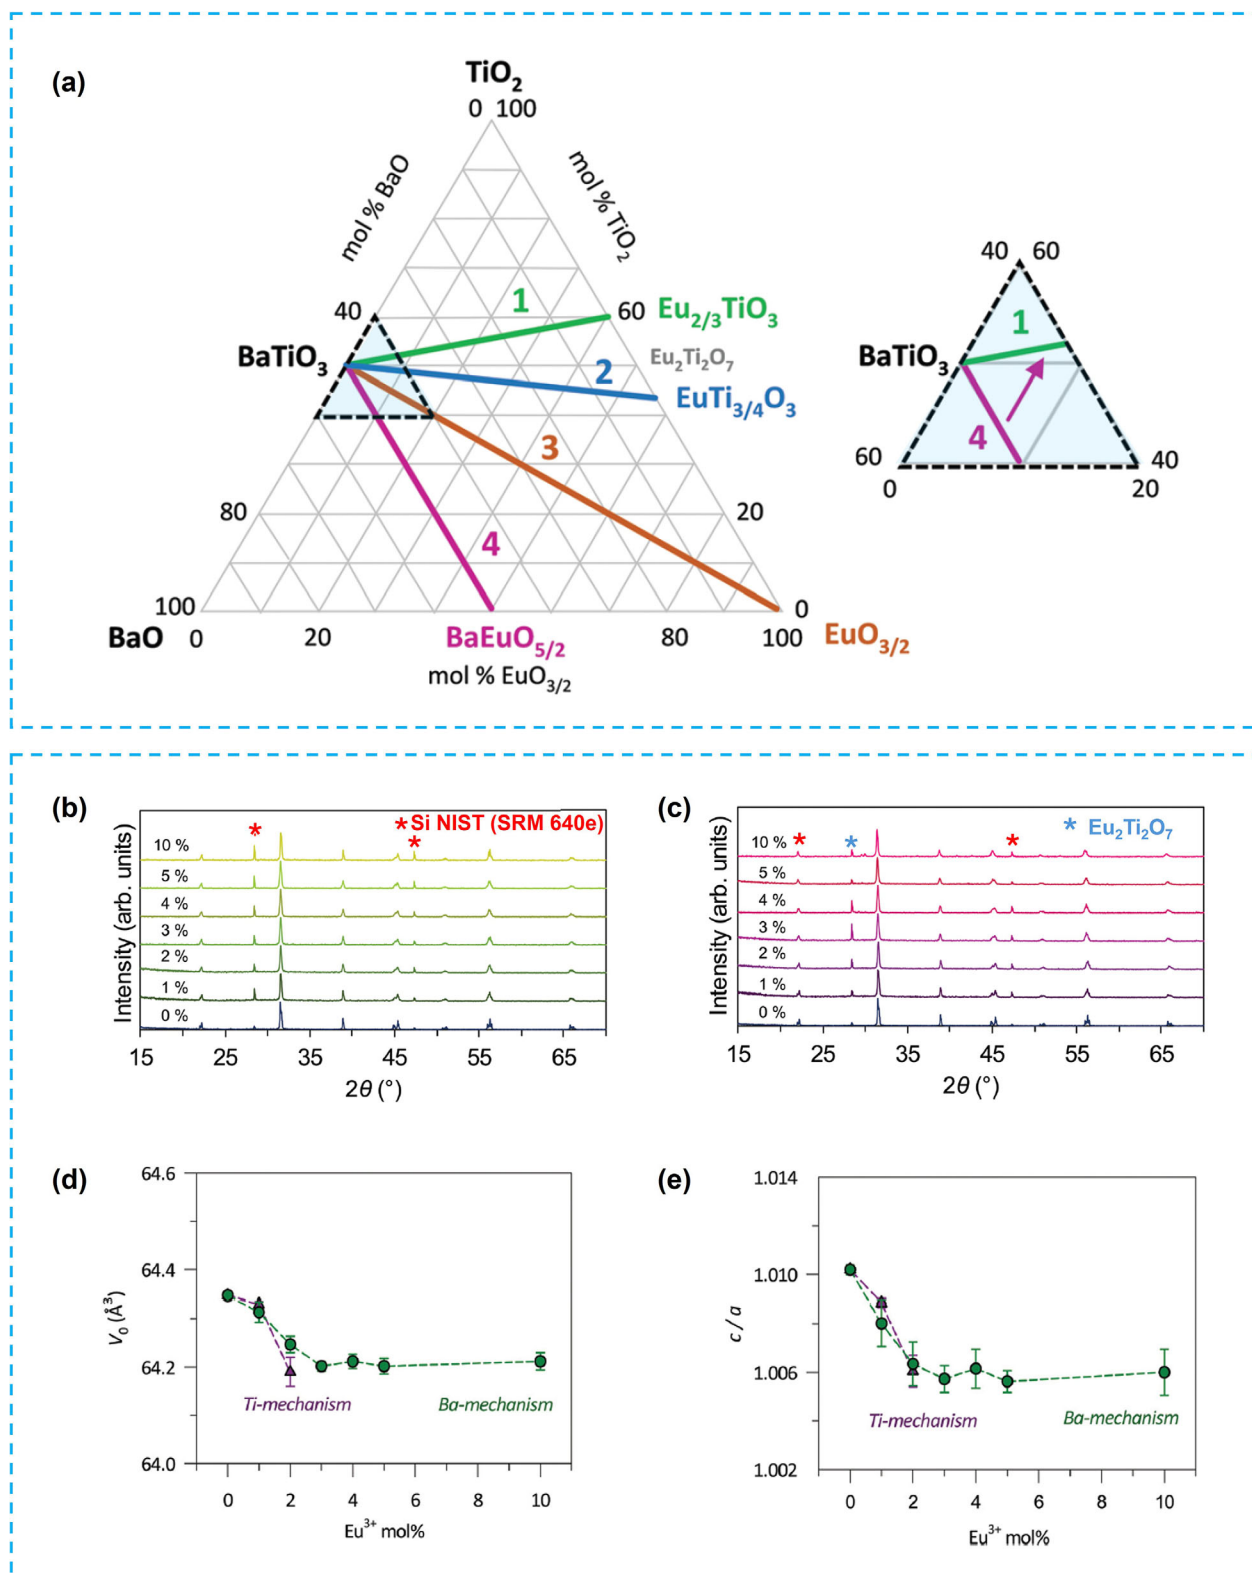 (a)
TiO₂
0 100
mol % BaO
mol % TiO₂
40
1
60
Eu₂/₃TiO₃
BaTiO₃
Eu₂Ti₂O₇
2
EuTi₃/₄O₃
3
80
20
4
100
0
BaO
0
20
BaEuO₅/₂
80
100
EuO₃/₂
mol % EuO₃/₂
40 60
1
BaTiO₃
4
60
40
0
20
(b)
*Si NIST (SRM 640e)
*
*
10 %
5 %
4 %
3 %
2 %
1 %
0 %
Intensity (arb. units)
15 25 35 45 55 65
2θ (°)
(c)
* Eu₂Ti₂O₇
*
*
*
10 %
5 %
4 %
3 %
2 %
1 %
0 %
Intensity (arb. units)
15 25 35 45 55 65
2θ (°)
(d)
64.6
64.4
64.2
64.0
V₀ (Å³)
Ti-mechanism
Ba-mechanism
0 2 4 6 8 10
Eu³⁺ mol%
(e)
1.014
1.010
1.006
1.002
c / a
Ti-mechanism
Ba-mechanism
0 2 4 6 8 10
Eu³⁺ mol%